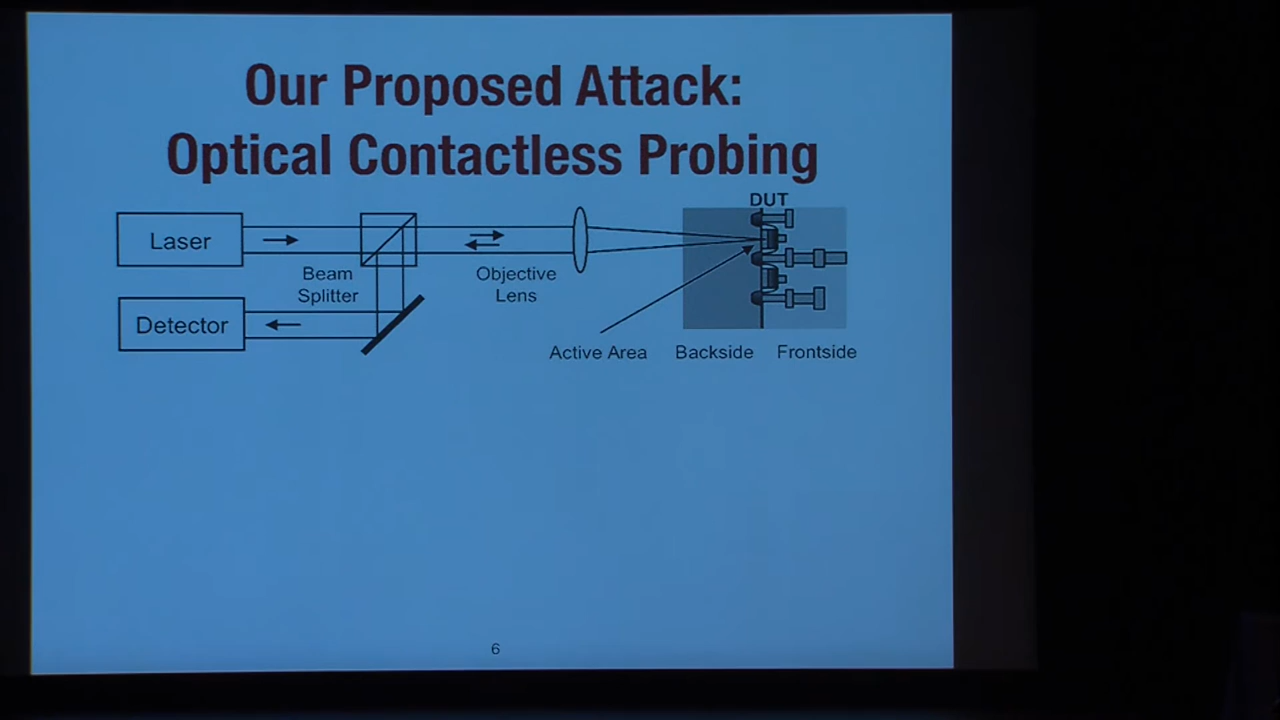 Our Proposed Attack:
Optical Contactless Probing
DUT
Laser
Beam
Splitter
Objective
Lens
Detector
Active Area
Backside
Frontside
6